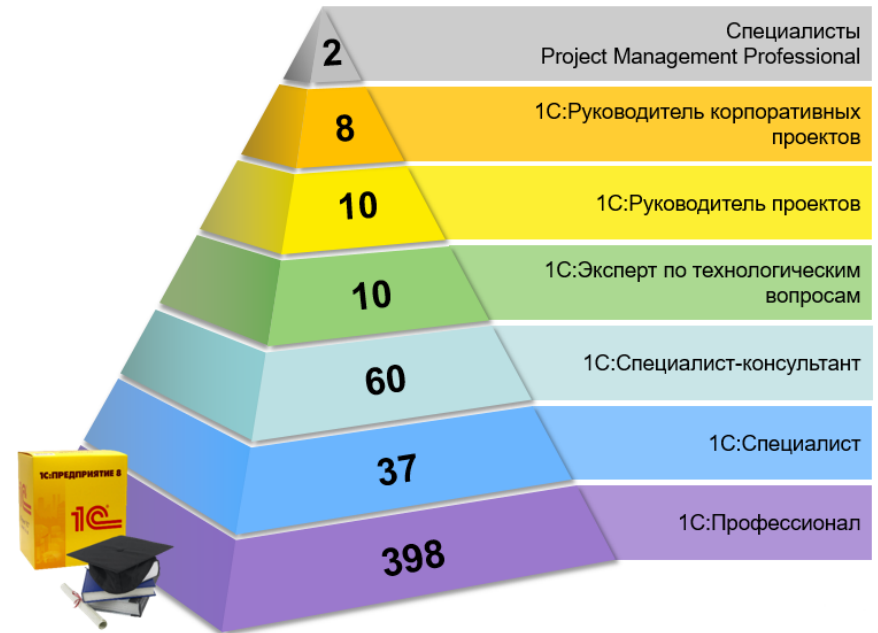 2
Специалисты
Project Management Professional
8
1С:Руководитель корпоративных
проектов
10
1С:Руководитель проектов
10
1С:Эксперт по технологическим
вопросам
60
1С:Специалист-консультант
37
1С:Специалист
398
1С:Профессионал
1С:ПРЕДПРИЯТИЕ 8
1С